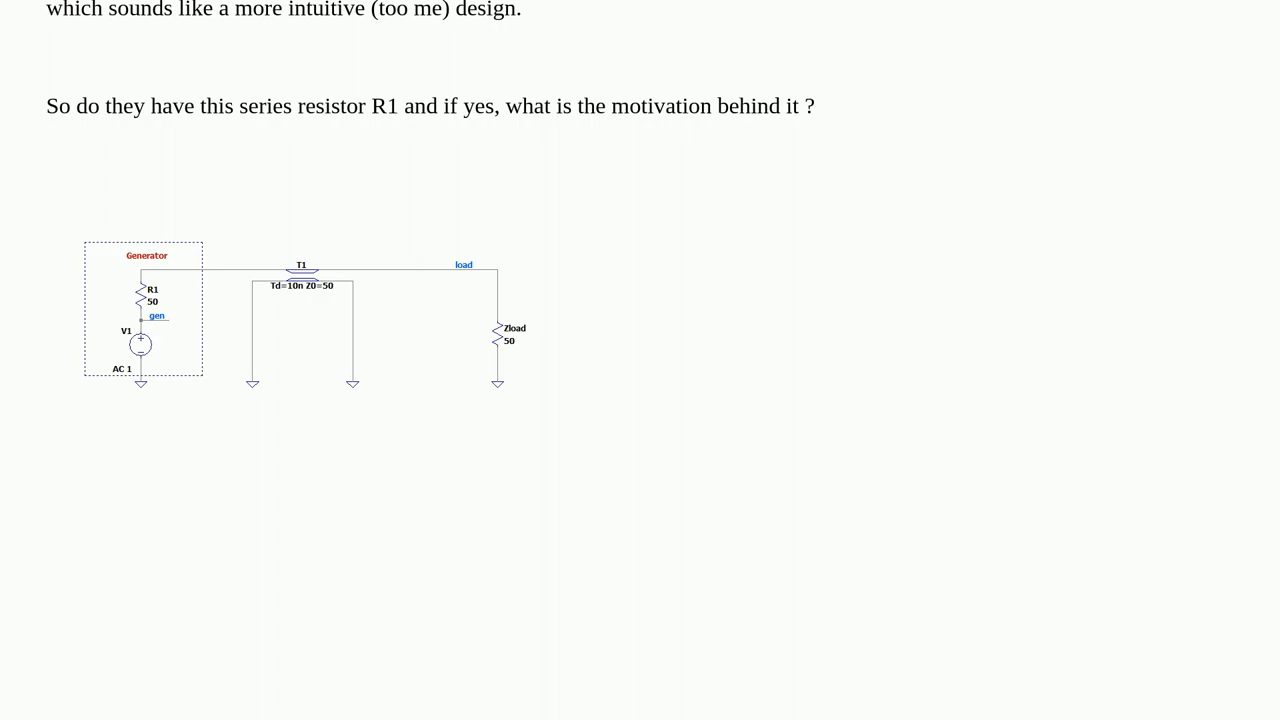 which sounds like a more intuitive (too me) design.
So do they have this series resistor R1 and if yes, what is the motivation behind it ?
Generator
T1
load
Td=10n Z0=50
R1
50
gen
V1
Zload
50
AC 1